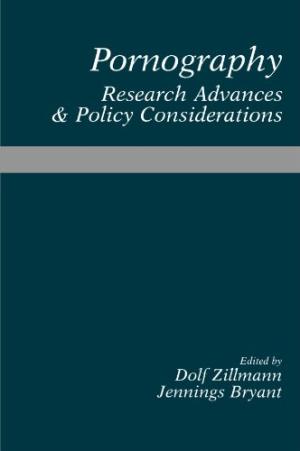 Pornography
Research Advances
& Policy Considerations
Edited by
Dolf Zillmann
Jennings Bryant